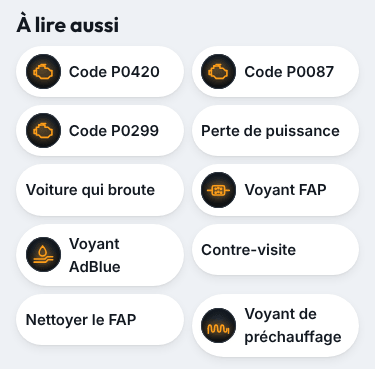 À lire aussi
Code P0420
Code P0087
Code P0299
Perte de puissance
Voiture qui broute
Voyant FAP
Voyant
AdBlue
Contre-visite
Nettoyer le FAP
Voyant de
préchauffage